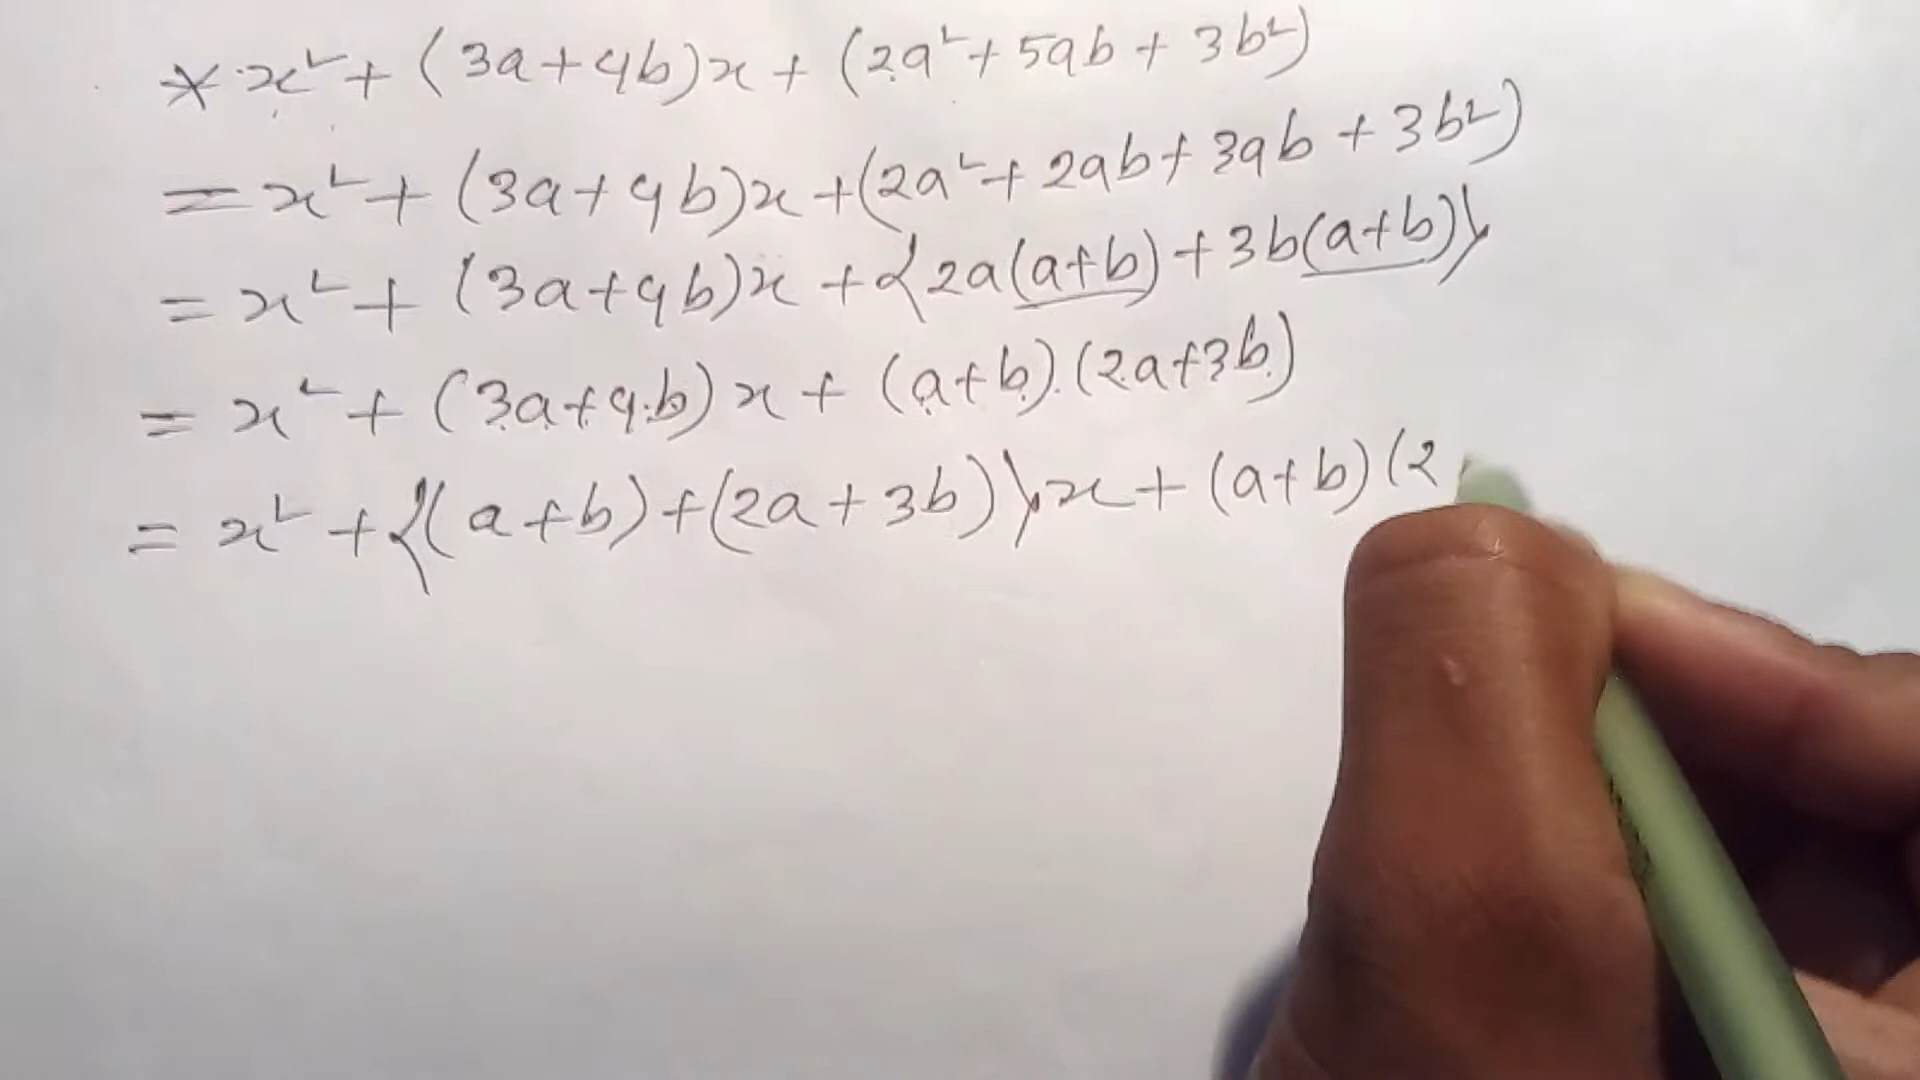 * x² + (3a+4b)x + (2a² + 5ab + 3b²)
= x² + (3a+4b)x + (2a² + 2ab + 3ab + 3b²)
= x² + (3a+4b)x + {2a(a+b) + 3b(a+b)}
= x² + (3a+4b)x + (a+b)(2a+3b)
= x² + {(a+b)+(2a+3b)}x + (a+b)(2